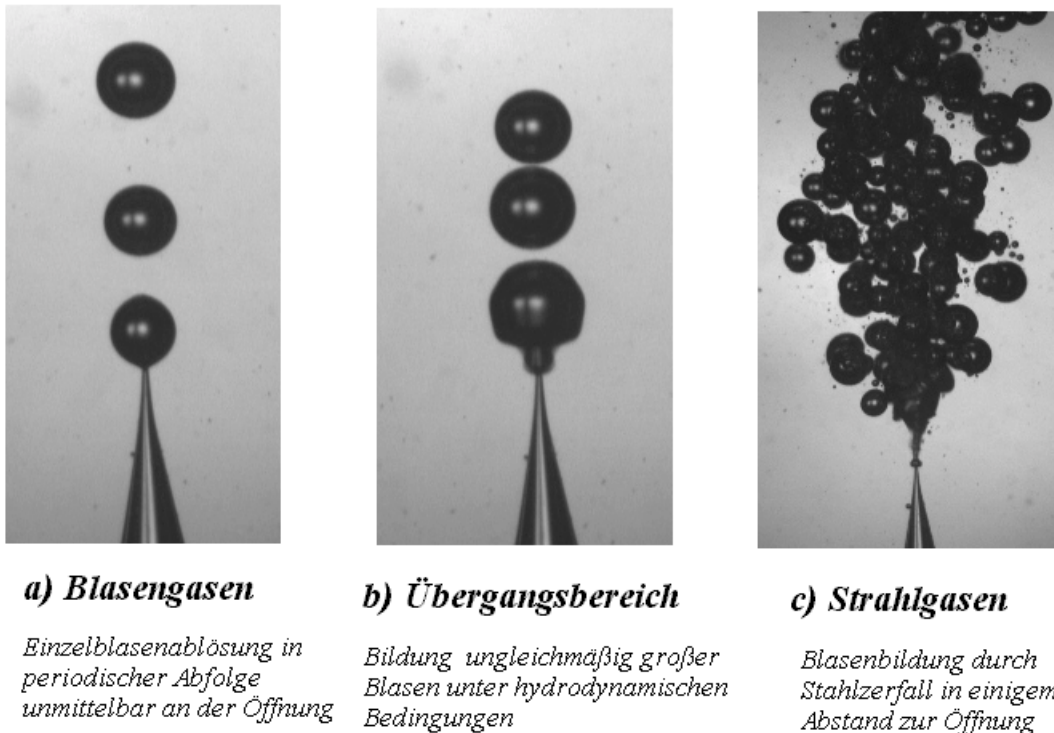 a) Blasengasen
Einzelblasenablösung in
periodischer Abfolge
unmittelbar an der Öffnung
b) Übergangsbereich
Bildung ungleichmäßig großer
Blasen unter hydrodynamischen
Bedingungen
c) Strahlgasen
Blasenbildung durch
Stahlzerfall in einigem
Abstand zur Öffnung